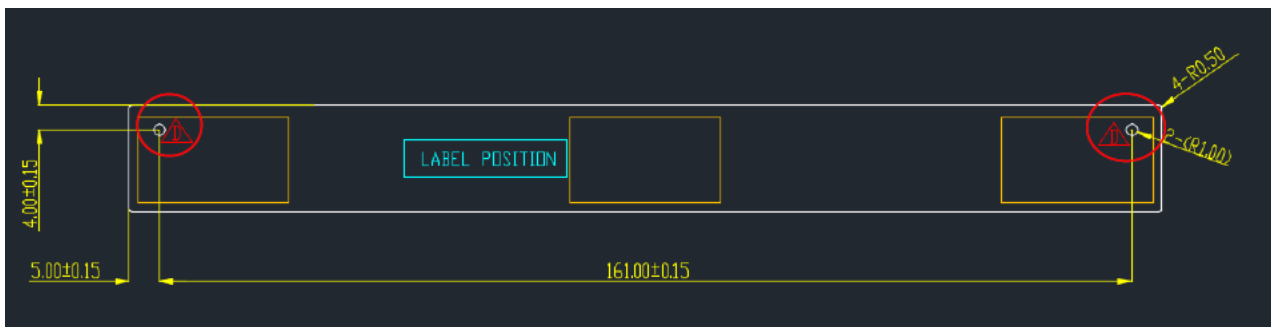 4-R0.50
D
D
2-(R1.00)
LABEL POSITION
4.00±0.15
5.00±0.15
161.00±0.15